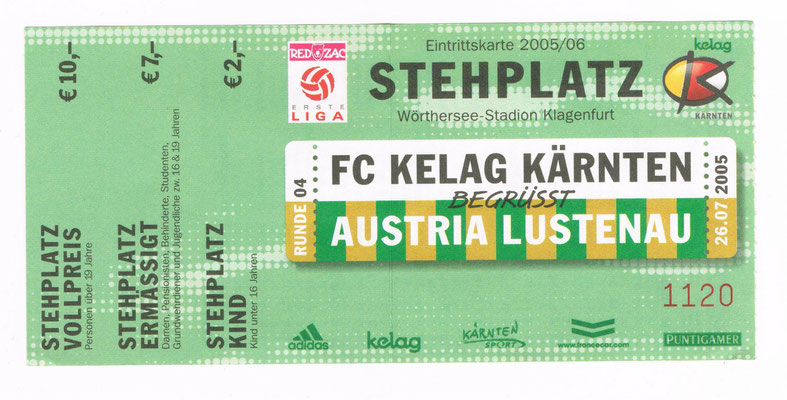 € 10,–
STEHPLATZ
VOLLPREIS
Personen über 19 Jahre
€ 7,–
STEHPLATZ
ERMÄSSIGT
Damen, Pensionisten, Behinderte, Studenten,
Grundwehrdiener und Jugendliche zw. 16 & 19 Jahren
€ 2,–
STEHPLATZ
KIND
Kind unter 16 Jahren
RED ZAC
ERSTE
LIGA
Eintrittskarte 2005/06
STEHPLATZ
Wörthersee-Stadion Klagenfurt
kelag
KÄRNTEN
RUNDE 04
FC KELAG KÄRNTEN
BEGRÜSST
AUSTRIA LUSTENAU
26.07 2005
1120
adidas
kelag
KÄRNTEN
SPORT
www.francecar.com
PUNTIGAMER